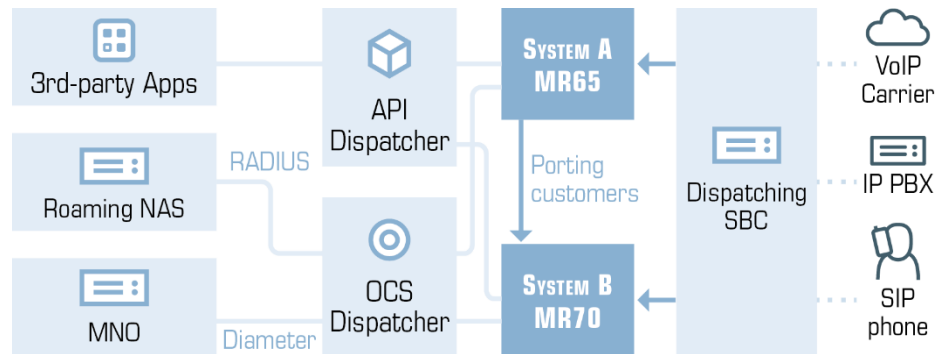 3rd-party Apps
Roaming NAS
MNO
RADIUS
Diameter
API
Dispatcher
OCS
Dispatcher
SYSTEM A
MR65
Porting
customers
SYSTEM B
MR70
Dispatching
SBC
VoIP
Carrier
IP PBX
SIP
phone